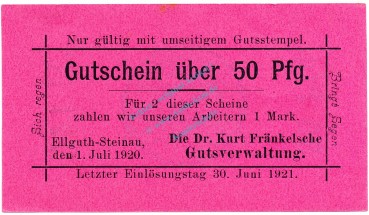 Nur gültig mit umseitigem Gutsstempel.
Gutschein über 50 Pfg.
Für 2 dieser Scheine
zahlen wir unseren Arbeitern 1 Mark.
Ellguth-Steinau,
den 1. Juli 1920.
Die Dr. Kurt Fränkelsche
Gutsverwaltung.
Letzter Einlösungstag 30. Juni 1921.
Sich regen
Bringt Segen